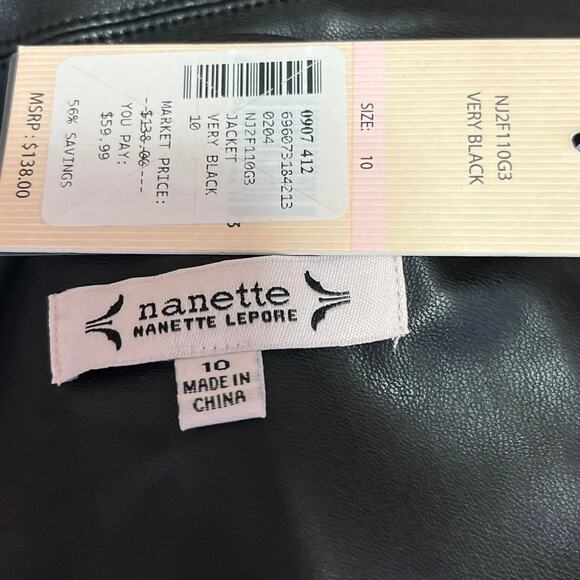 NJ2F110G3
VERY BLACK
SIZE: 10
0907 412
696073184213
0204
NJ2F110G3
JACKET
VERY BLACK
10
MARKET PRICE:
--$138.00---
YOU PAY:
$59.99
56% SAVINGS
3
MSRP: $138.00
nanette
NANETTE LEPORE
10
MADE IN
CHINA